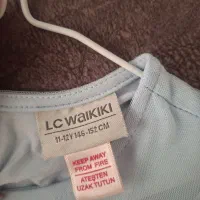 LC WAIKIKI
11-12Y 146-152 CM
KEEP AWAY
FROM FIRE
ATEŞTEN
UZAK TUTUN